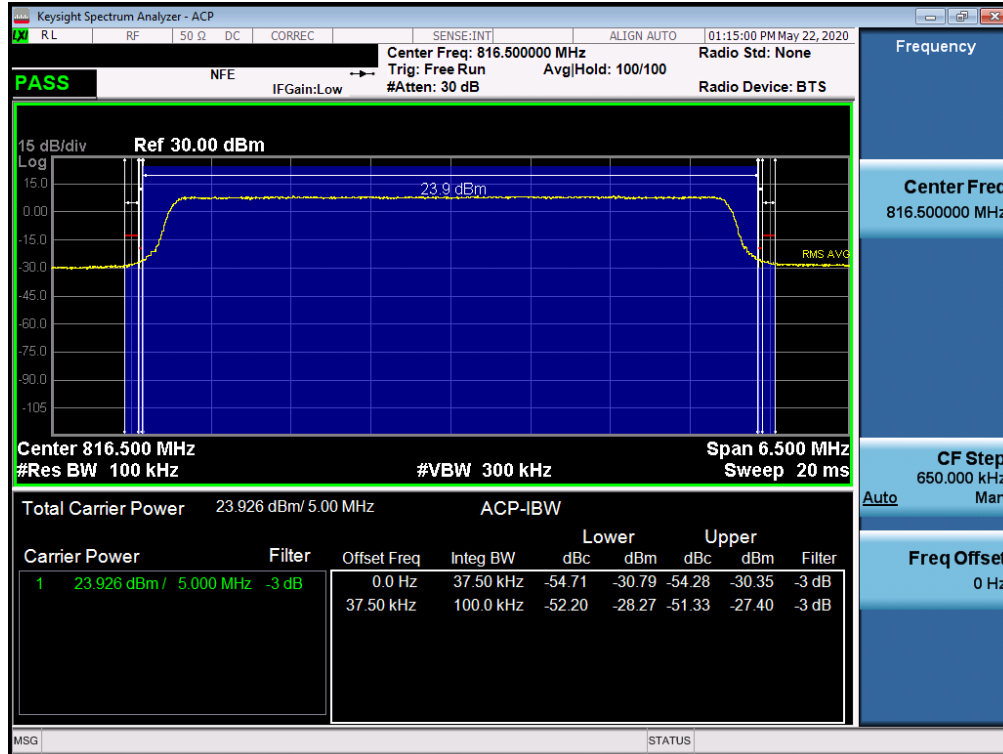 Keysight Spectrum Analyzer - ACP
LXI RL RF 50 Ω DC CORREC SENSE:INT ALIGN AUTO 01:15:00 PM May 22, 2020
Center Freq: 816.500000 MHz Radio Std: None
Trig: Free Run Avg|Hold: 100/100
PASS NFE IFGain:Low #Atten: 30 dB Radio Device: BTS
15 dB/div Ref 30.00 dBm
Log
15.0
23.9 dBm
0.00
-15.0
RMS AVG
-30.0
-45.0
-60.0
-75.0
-90.0
-105
Center 816.500 MHz Span 6.500 MHz
#Res BW 100 kHz #VBW 300 kHz Sweep 20 ms
Total Carrier Power 23.926 dBm/ 5.00 MHz ACP-IBW
Lower Upper
Carrier Power Filter Offset Freq Integ BW dBc dBm dBc dBm Filter
1 23.926 dBm / 5.000 MHz -3 dB 0.0 Hz 37.50 kHz -54.71 -30.79 -54.28 -30.35 -3 dB
37.50 kHz 100.0 kHz -52.20 -28.27 -51.33 -27.40 -3 dB
Frequency
Center Freq
816.500000 MHz
CF Step
650.000 kHz
Auto Man
Freq Offset
0 Hz
MSG STATUS